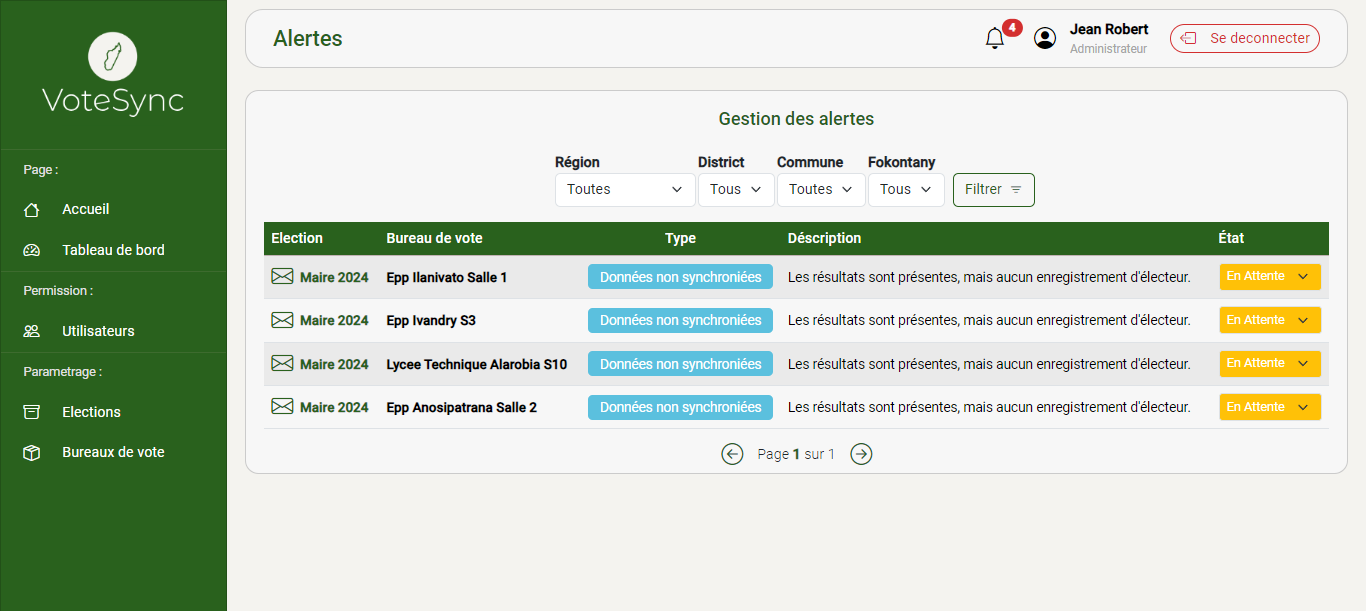 VoteSync
Page :
Accueil
Tableau de bord
Permission :
Utilisateurs
Parametrage :
Elections
Bureaux de vote
Alertes
4
Jean Robert
Administrateur
Se deconnecter
Gestion des alertes
Région District Commune Fokontany
Toutes Tous Toutes Tous Filtrer
Election Bureau de vote Type Déscription État
Maire 2024 Epp Ilanivato Salle 1 Données non synchroniées Les résultats sont présentes, mais aucun enregistrement d'électeur. En Attente
Maire 2024 Epp Ivandry S3 Données non synchroniées Les résultats sont présentes, mais aucun enregistrement d'électeur. En Attente
Maire 2024 Lycee Technique Alarobia S10 Données non synchroniées Les résultats sont présentes, mais aucun enregistrement d'électeur. En Attente
Maire 2024 Epp Anosipatrana Salle 2 Données non synchroniées Les résultats sont présentes, mais aucun enregistrement d'électeur. En Attente
Page 1 sur 1